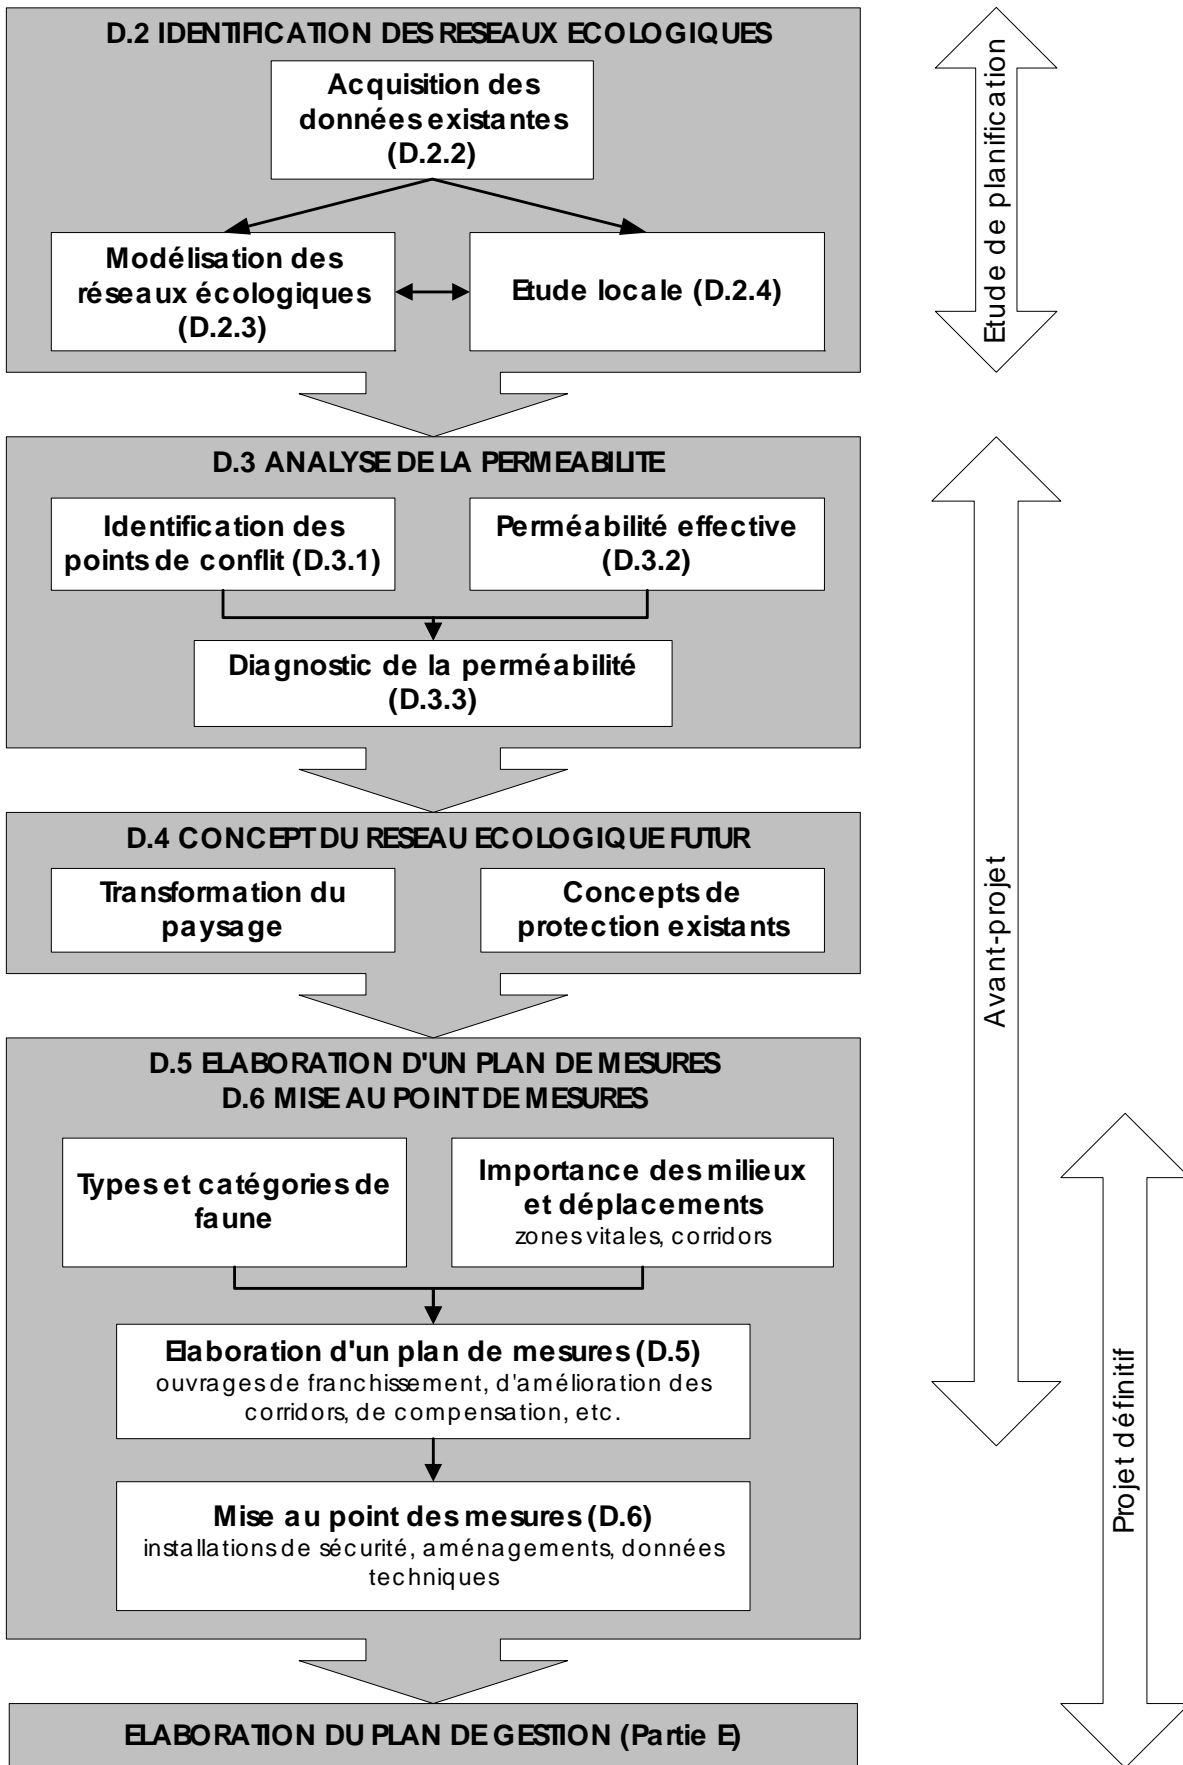 D.2 IDENTIFICATION DES RESEAUX ECOLOGIQUES
Acquisition des
données existantes
(D.2.2)
Modélisation des
réseaux écologiques
(D.2.3)
Etude locale (D.2.4)
Etude de planification
D.3 ANALYSE DE LA PERMEABILITE
Identification des
points de conflit (D.3.1)
Perméabilité effective
(D.3.2)
Diagnostic de la perméabilité
(D.3.3)
D.4 CONCEPT DU RESEAU ECOLOGIQUE FUTUR
Transformation du
paysage
Concepts de
protection existants
Avant-projet
D.5 ELABORATION D'UN PLAN DE MESURES
D.6 MISE AU POINT DE MESURES
Types et catégories de
faune
Importance des milieux
et déplacements
zones vitales, corridors
Elaboration d'un plan de mesures (D.5)
ouvrages de franchissement, d'amélioration des
corridors, de compensation, etc.
Mise au point des mesures (D.6)
installations de sécurité, aménagements, données
techniques
Projet définitif
ELABORATION DU PLAN DE GESTION (Partie E)